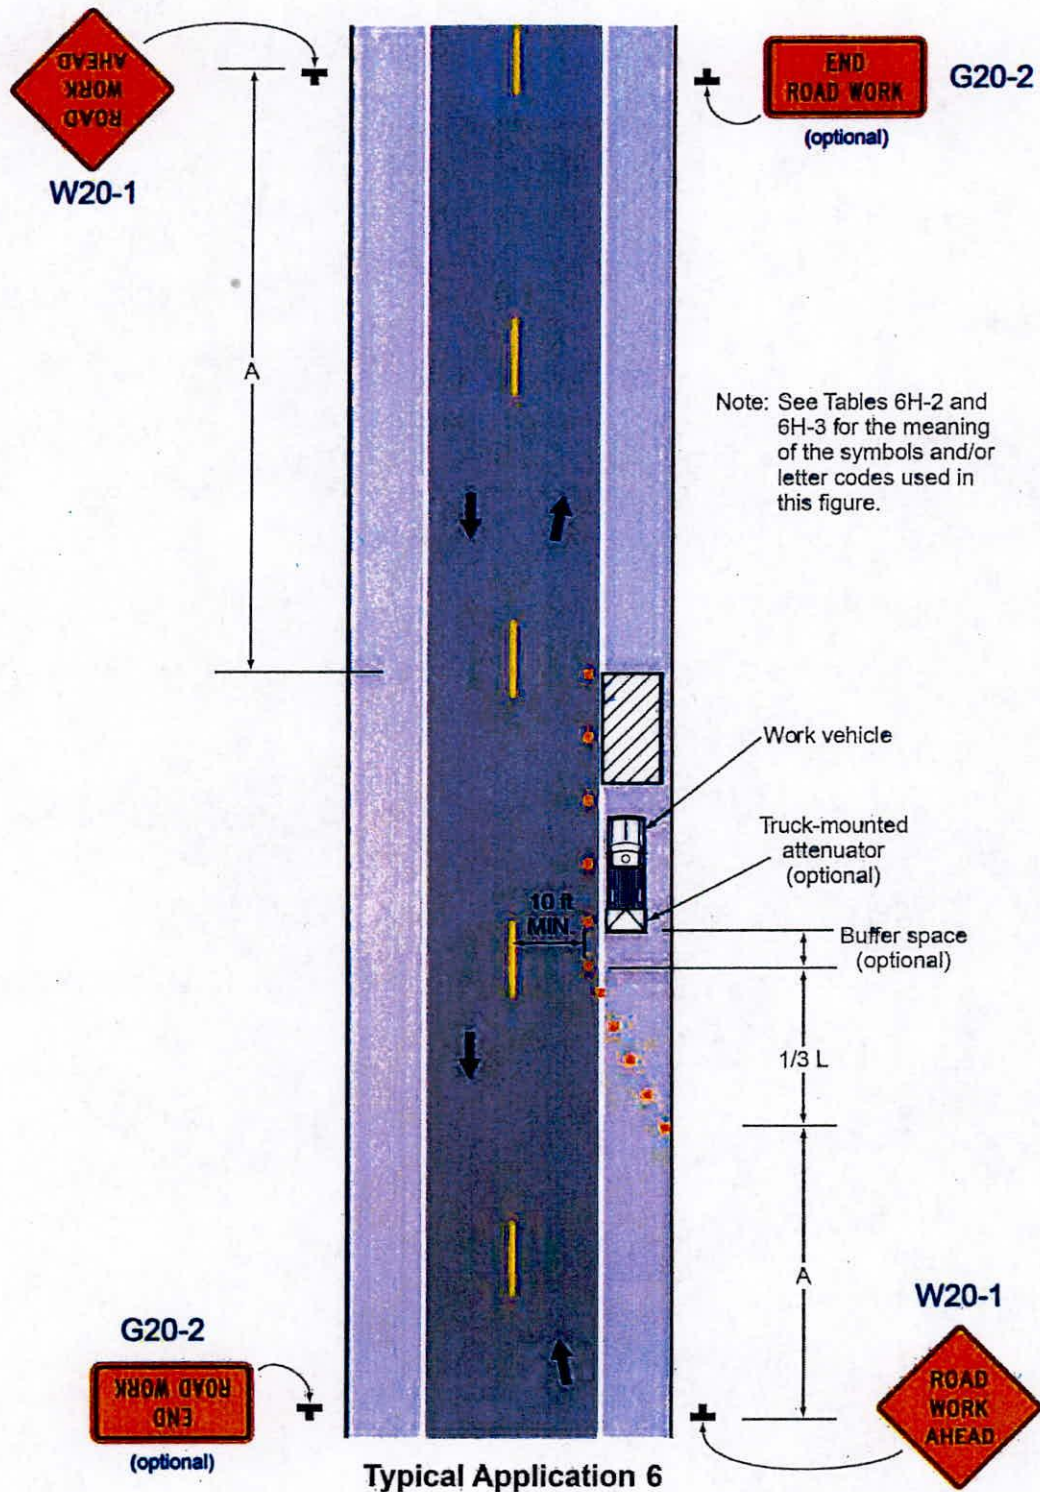 ROAD
WORK
AHEAD
W20-1
END
ROAD WORK
G20-2
(optional)
A
Note: See Tables 6H-2 and
6H-3 for the meaning
of the symbols and/or
letter codes used in
this figure.
Work vehicle
Truck-mounted
attenuator
(optional)
10 ft
MIN.
Buffer space
(optional)
1/3 L
A
W20-1
ROAD
WORK
AHEAD
G20-2
END
ROAD WORK
(optional)
Typical Application 6